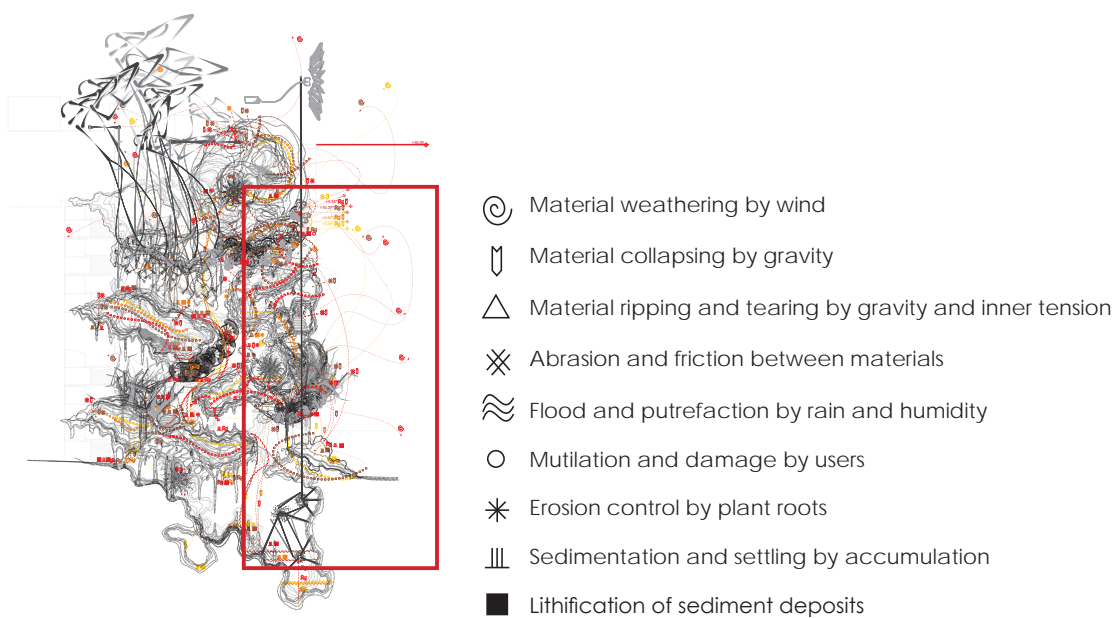 Material weathering by wind
Material collapsing by gravity
Material ripping and tearing by gravity and inner tension
Abrasion and friction between materials
Flood and putrefaction by rain and humidity
Mutilation and damage by users
Erosion control by plant roots
Sedimentation and settling by accumulation
Lithification of sediment deposits